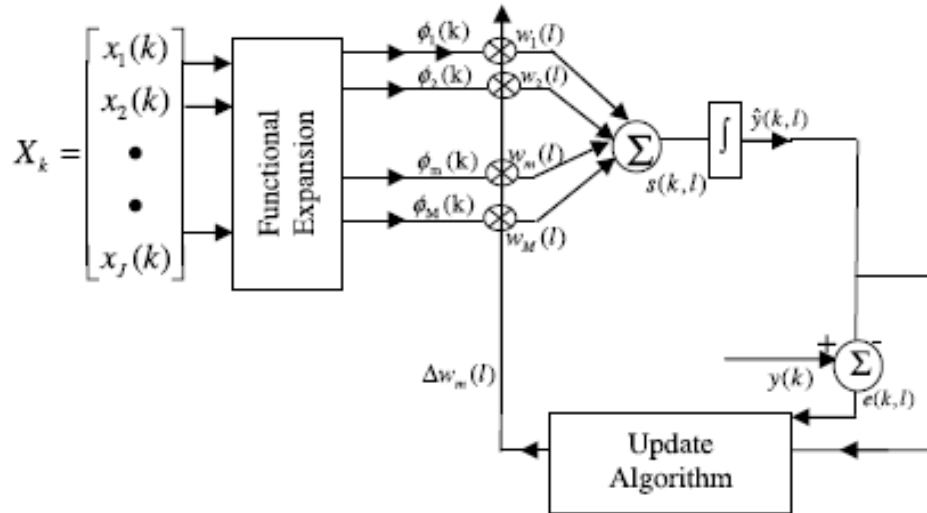 X_k =
x_1(k)
x_2(k)
x_J(k)
Functional
Expansion
ϕ_1(k)
w_1(l)
ϕ_2(k)
w_2(l)
ϕ_m(k)
w_m(l)
ϕ_M(k)
w_M(l)
Σ
s(k,l)
∫
ŷ(k,l)
+
-
Σ
y(k)
e(k,l)
Δw_m(l)
Update
Algorithm